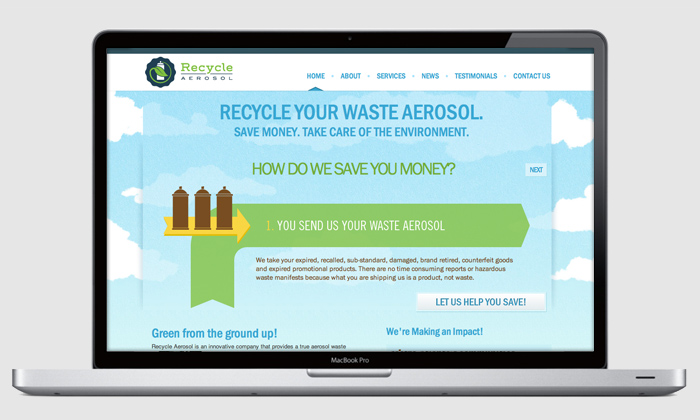 Recycle
AEROSOL
HOME • ABOUT • SERVICES • NEWS • TESTIMONIALS • CONTACT US
RECYCLE YOUR WASTE AEROSOL.
SAVE MONEY. TAKE CARE OF THE ENVIRONMENT.
HOW DO WE SAVE YOU MONEY?
NEXT
1. YOU SEND US YOUR WASTE AEROSOL
We take your expired, recalled, sub-standard, damaged, brand retired, counterfeit goods
and expired promotional products. There are no time consuming reports or hazardous
waste manifests because what you are shipping us is a product, not waste.
LET US HELP YOU SAVE!
Green from the ground up!
We're Making an Impact!
Recycle Aerosol is an innovative company that provides a true aerosol waste
MacBook Pro